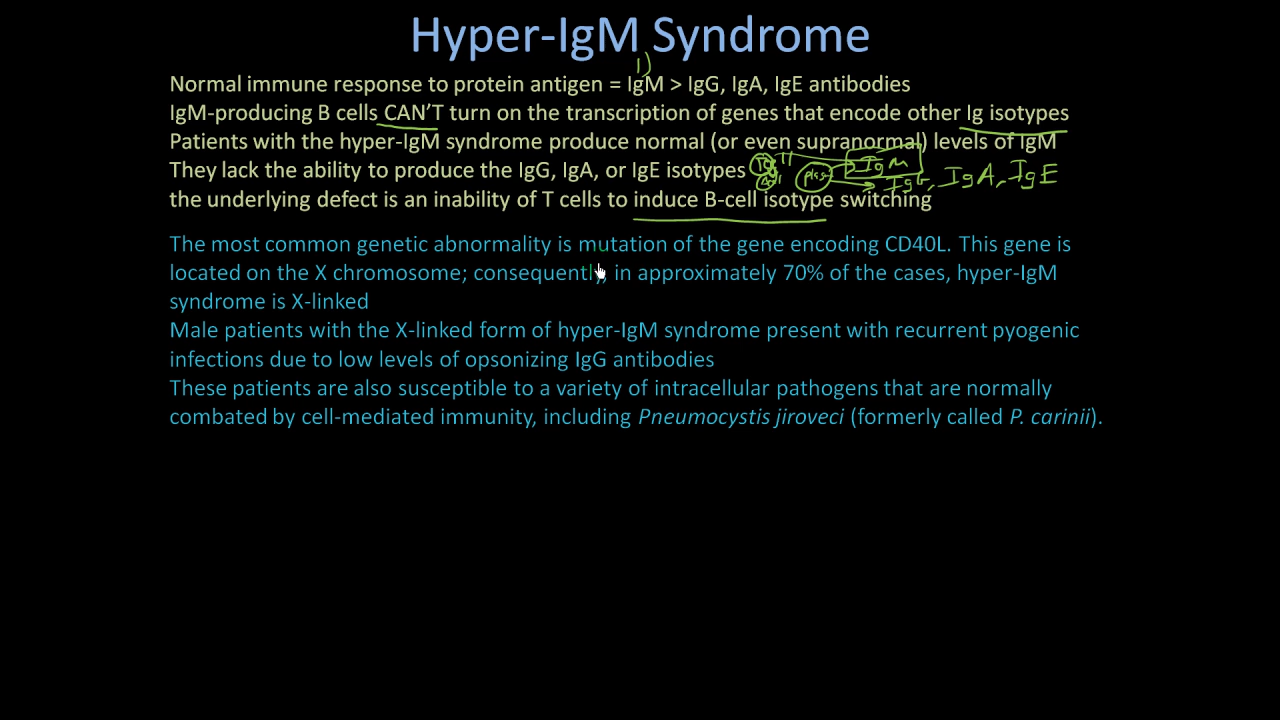 Hyper-IgM Syndrome
1)
Normal immune response to protein antigen = IgM > IgG, IgA, IgE antibodies
IgM-producing B cells CAN'T turn on the transcription of genes that encode other Ig isotypes
Patients with the hyper-IgM syndrome produce normal (or even supranormal) levels of IgM
They lack the ability to produce the IgG, IgA, or IgE isotypes
IgM
IgG, IgA, IgE
the underlying defect is an inability of T cells to induce B-cell isotype switching
The most common genetic abnormality is mutation of the gene encoding CD40L. This gene is
located on the X chromosome; consequently, in approximately 70% of the cases, hyper-IgM
syndrome is X-linked
Male patients with the X-linked form of hyper-IgM syndrome present with recurrent pyogenic
infections due to low levels of opsonizing IgG antibodies
These patients are also susceptible to a variety of intracellular pathogens that are normally
combated by cell-mediated immunity, including Pneumocystis jiroveci (formerly called P. carinii).